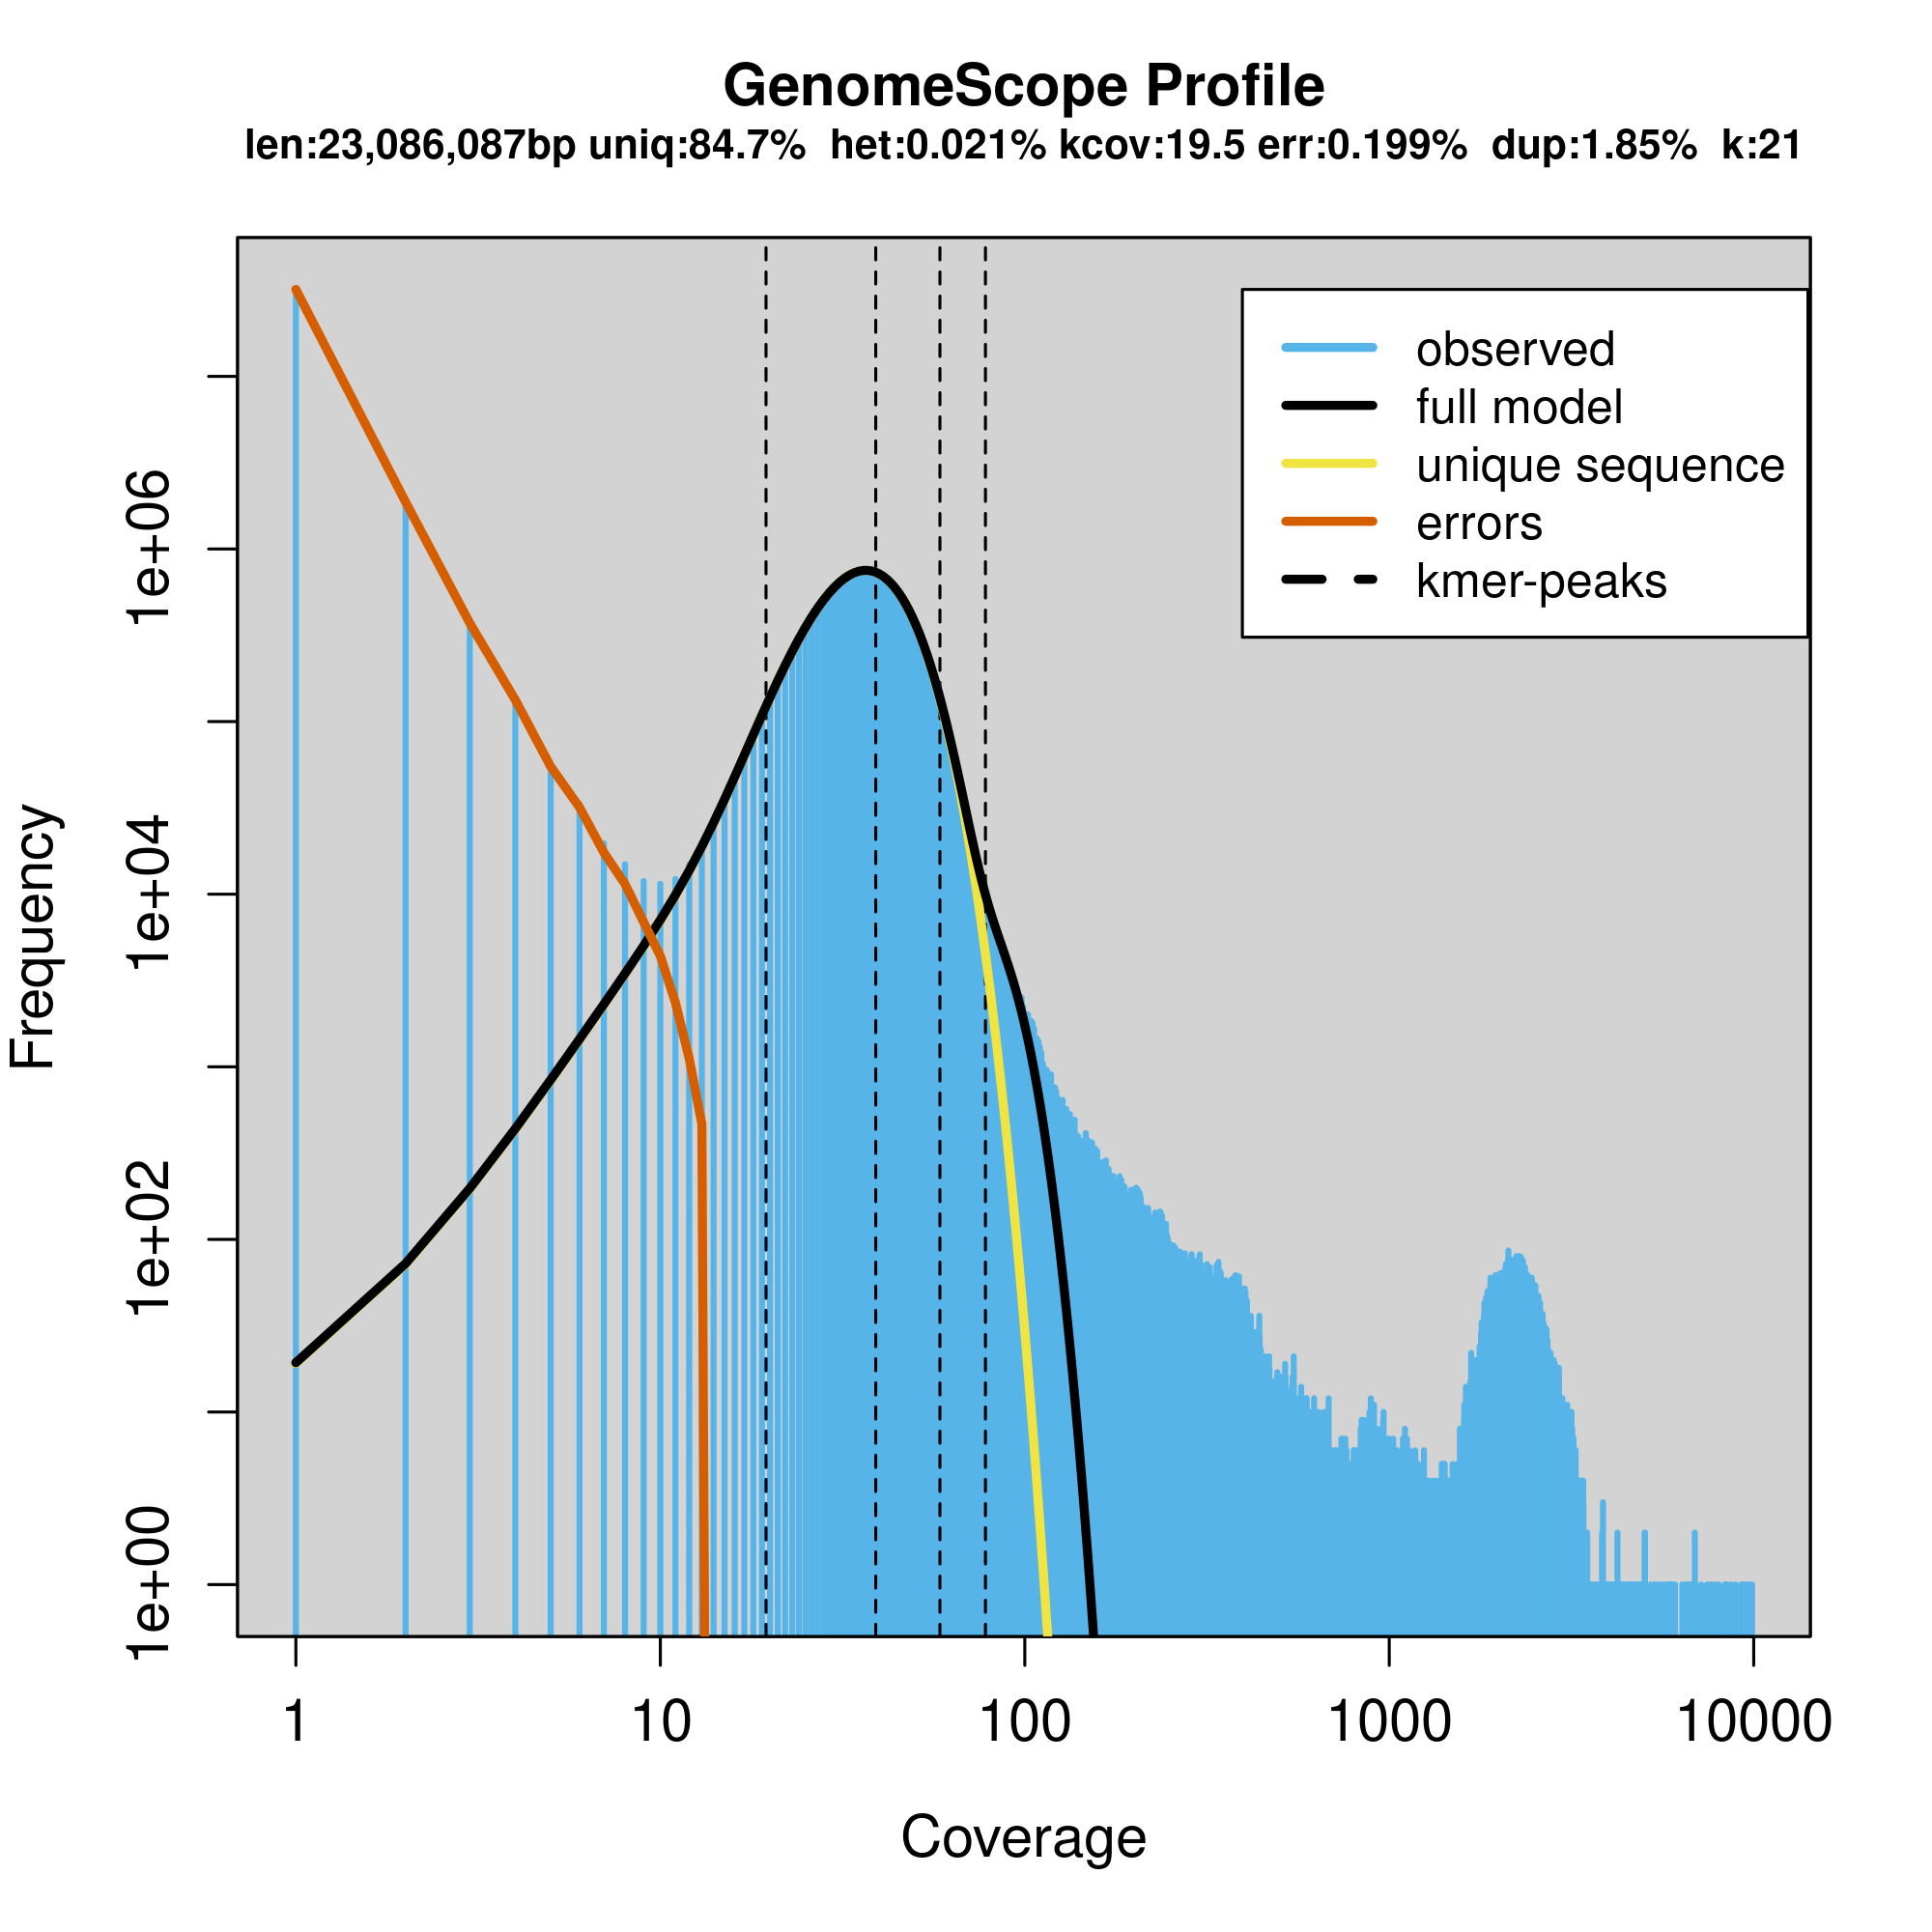 GenomeScope Profile
len:23,086,087bp uniq:84.7% het:0.021% kcov:19.5 err:0.199% dup:1.85% k:21
observed
full model
unique sequence
errors
kmer-peaks
Frequency
1e+06
1e+04
1e+02
1e+00
1 10 100 1000 10000
Coverage